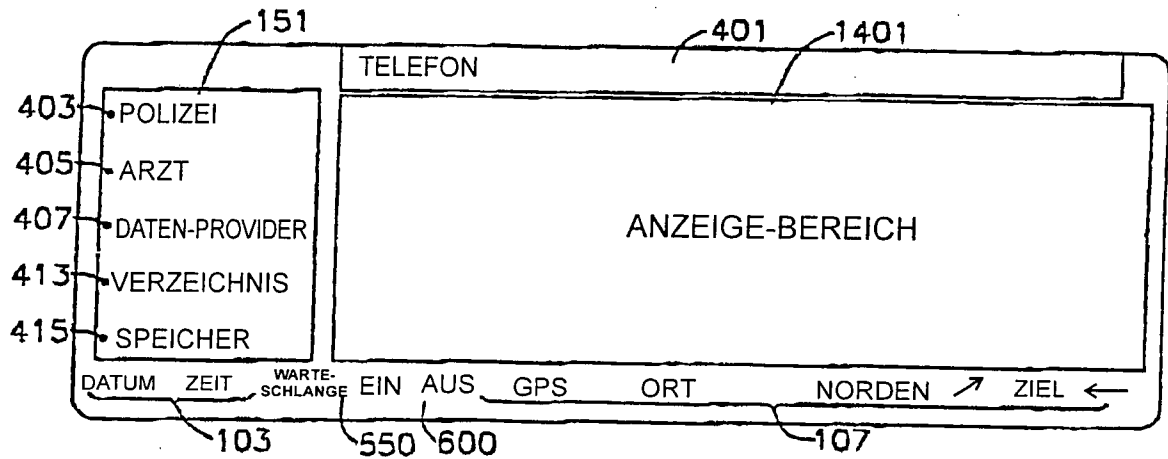 151
401
1401
TELEFON
403 POLIZEI
405 ARZT
407 DATEN-PROVIDER
ANZEIGE-BEREICH
413 VERZEICHNIS
415 SPEICHER
DATUM ZEIT WARTE-
SCHLANGE EIN AUS GPS ORT NORDEN ↗ ZIEL ←
103 550 600 107